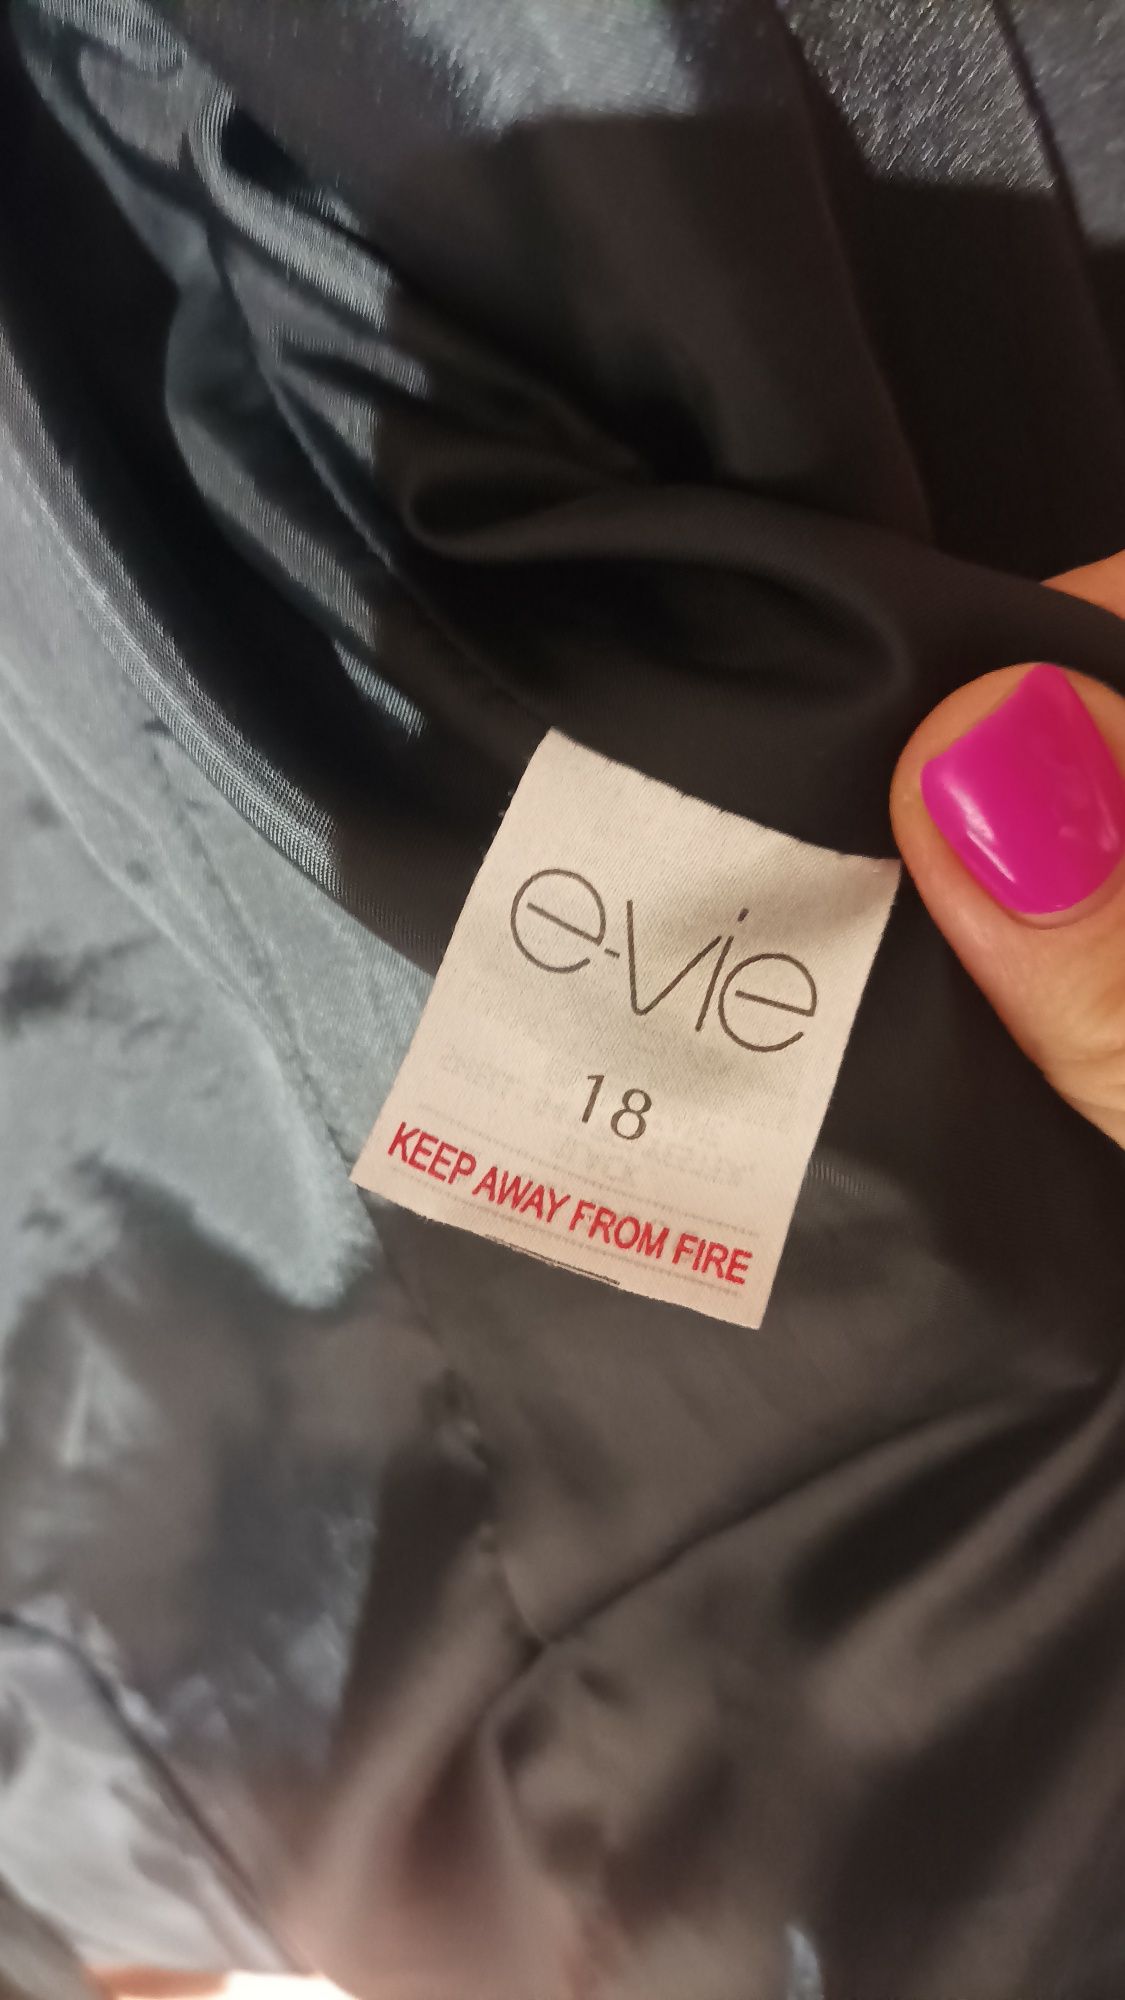 e-vie
18
KEEP AWAY FROM FIRE